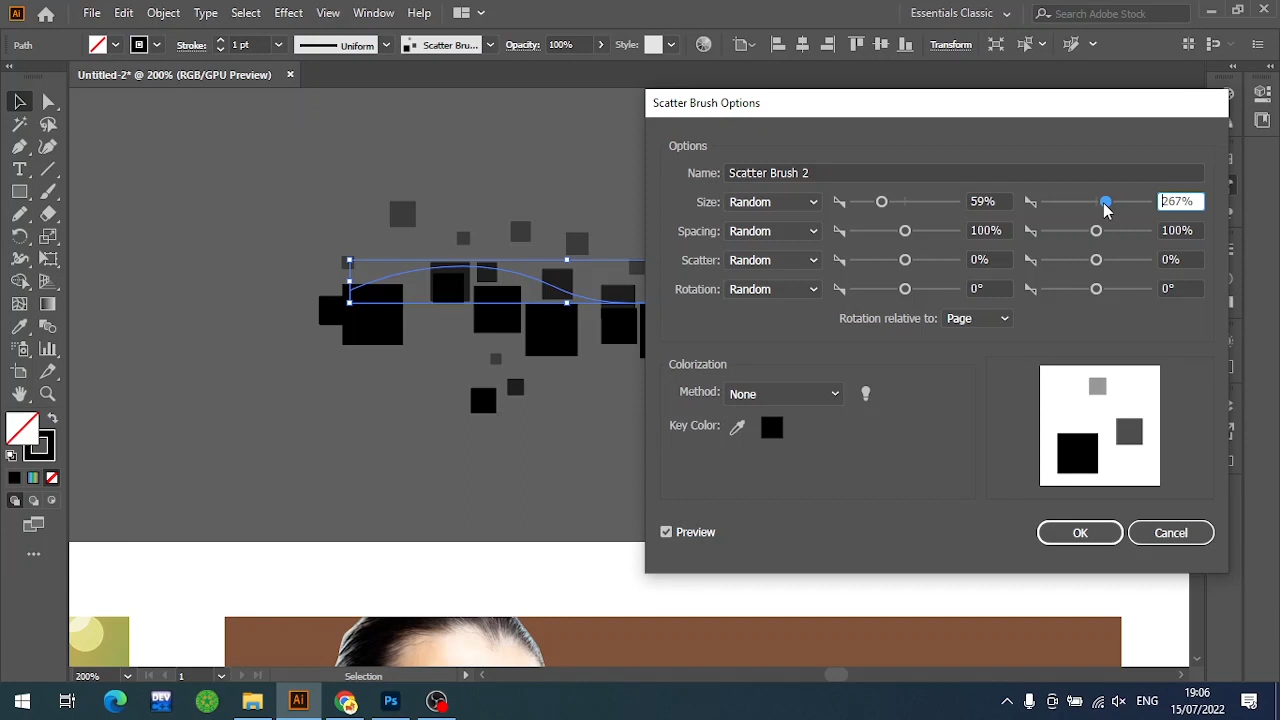 Ai File Edit Object Type Select Effect View Window Help Essentials Classic Search Adobe Stock
Path Stroke: 1 pt Uniform Scatter Bru... Opacity: 100% Style: Transform
Untitled-2* @ 200% (RGB/GPU Preview)
Scatter Brush Options
Options
Name: Scatter Brush 2
Size: Random 59% 267%
Spacing: Random 100% 100%
Scatter: Random 0% 0%
Rotation: Random 0° 0°
Rotation relative to: Page
Colorization
Method: None
Key Color:
Preview OK Cancel
200% 1 Selection
DEV Ai Ps ENG 19:06
15/07/2022